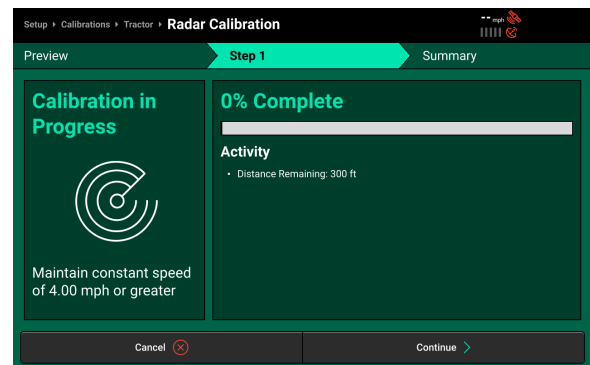 Setup ▸ Calibrations ▸ Tractor ▸ Radar Calibration
-- mph
Preview
Step 1
Summary
Calibration in
Progress
Maintain constant speed
of 4.00 mph or greater
0% Complete
Activity
• Distance Remaining: 300 ft
Cancel
Continue